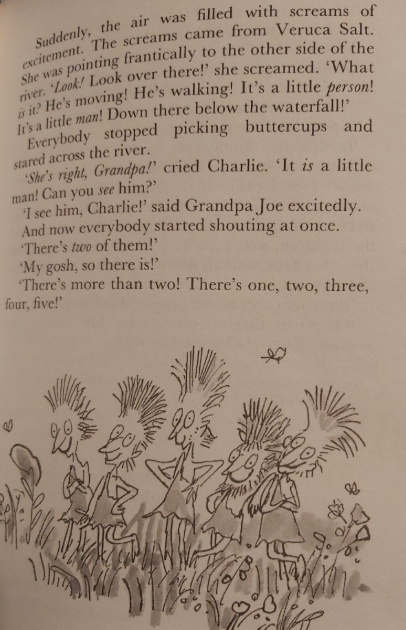 Suddenly, the air was filled with screams of
excitement. The screams came from Veruca Salt.
She was pointing frantically to the other side of the
river. ‘Look! Look over there!’ she screamed. ‘What
is it? He’s moving! He’s walking! It’s a little person!
It’s a little man! Down there below the waterfall!’
Everybody stopped picking buttercups and
stared across the river.
‘She’s right, Grandpa!’ cried Charlie. ‘It is a little
man! Can you see him?’
‘I see him, Charlie!’ said Grandpa Joe excitedly.
And now everybody started shouting at once.
‘There’s two of them!’
‘My gosh, so there is!’
‘There’s more than two! There’s one, two, three,
four, five!’